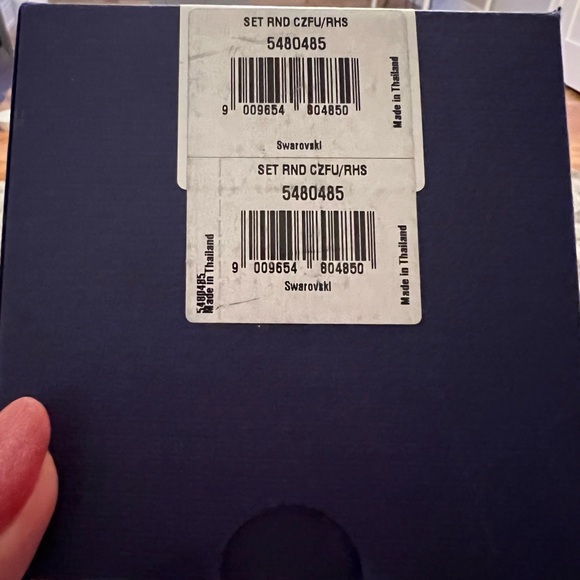 SET RND CZFU/RHS
5480485
9 009654 804850
Swarovski
Made in Thailand
SET RND CZFU/RHS
5480485
9 009654 804850
Swarovski
Made in Thailand
5480485
Made in Thailand